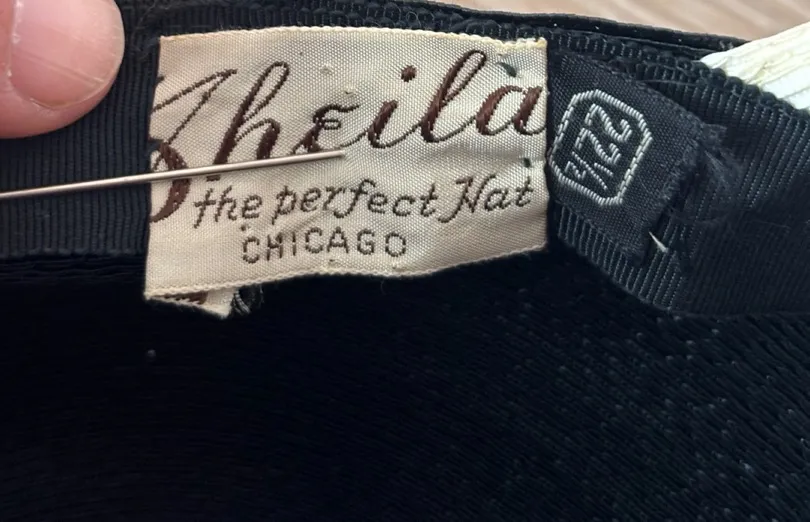 Sheila
the perfect Hat
CHICAGO
22½